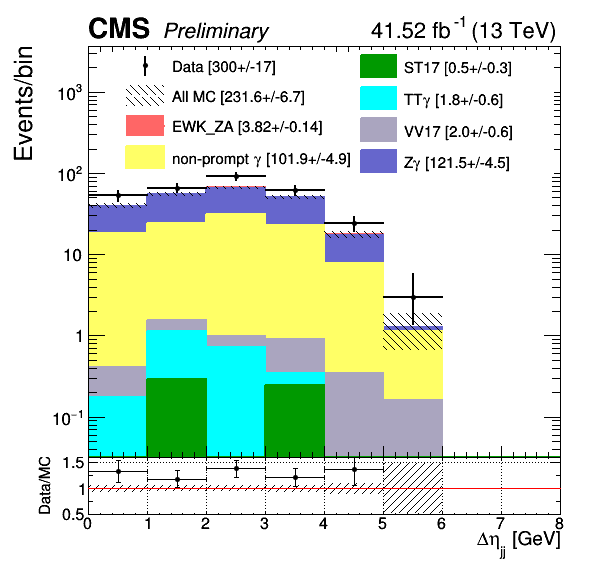 CMS Preliminary 41.52 fb⁻¹ (13 TeV)
Events/bin
Data [300+/-17]
All MC [231.6+/-6.7]
EWK_ZA [3.82+/-0.14]
non-prompt γ [101.9+/-4.9]
ST17 [0.5+/-0.3]
TTγ [1.8+/-0.6]
VV17 [2.0+/-0.6]
Zγ [121.5+/-4.5]
10³
10²
10
1
10⁻¹
Data/MC
1.5
1
0.5
0 1 2 3 4 5 6 7 8
Δη_jj [GeV]